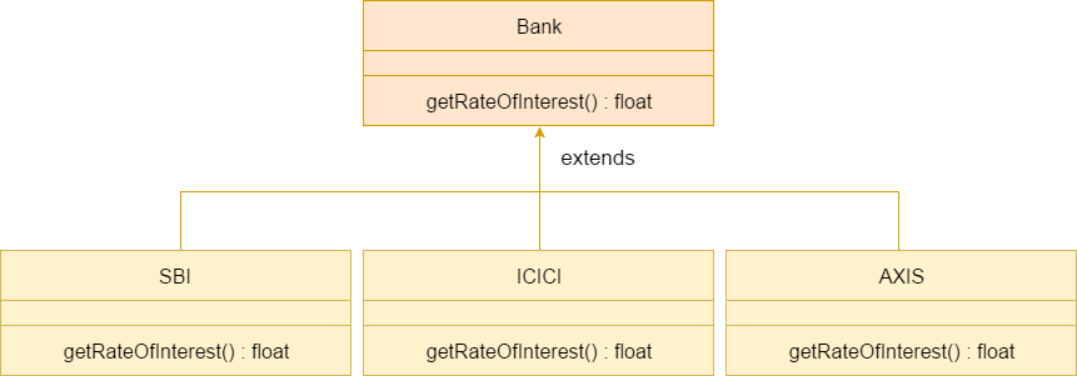 Bank
getRateOfInterest() : float
extends
SBI
getRateOfInterest() : float
ICICI
getRateOfInterest() : float
AXIS
getRateOfInterest() : float